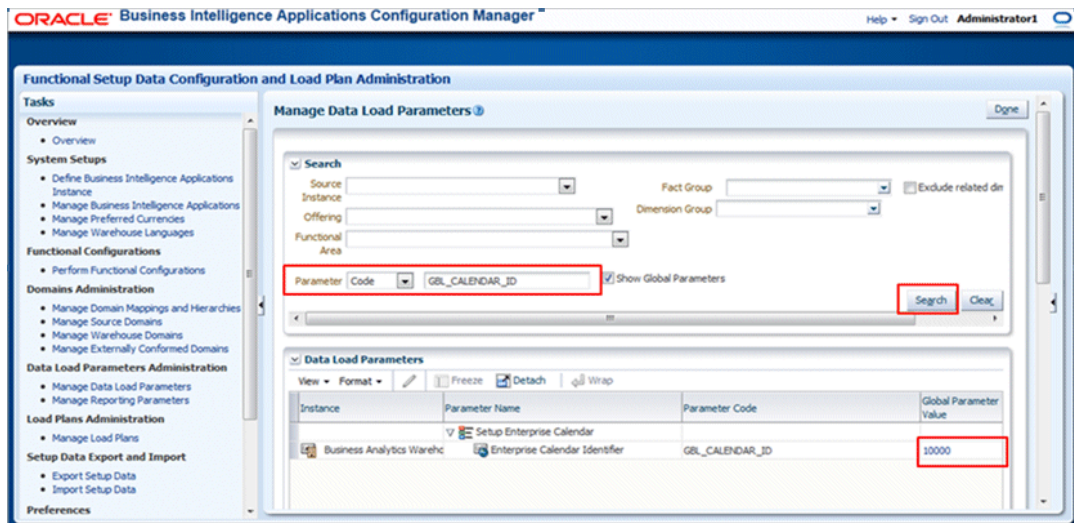 ORACLE® Business Intelligence Applications Configuration Manager
Help Sign Out Administrator1
Functional Setup Data Configuration and Load Plan Administration
Tasks
Overview
• Overview
System Setups
• Define Business Intelligence Applications
Instance
• Manage Business Intelligence Applications
• Manage Preferred Currencies
• Manage Warehouse Languages
Functional Configurations
• Perform Functional Configurations
Domains Administration
• Manage Domain Mappings and Hierarchies
• Manage Source Domains
• Manage Warehouse Domains
• Manage Externally Conformed Domains
Data Load Parameters Administration
• Manage Data Load Parameters
• Manage Reporting Parameters
Load Plans Administration
• Manage Load Plans
Setup Data Export and Import
• Export Setup Data
• Import Setup Data
Preferences
Manage Data Load Parameters
Done
Search
Source
Instance
Fact Group
Exclude related din
Offering
Dimension Group
Functional
Area
Parameter Code GBL_CALENDAR_ID
Show Global Parameters
Search Clear
Data Load Parameters
View Format Freeze Detach Wrap
Instance Parameter Name Parameter Code Global Parameter
Value
Setup Enterprise Calendar
Business Analytics Warehc Enterprise Calendar Identifier GBL_CALENDAR_ID 10000